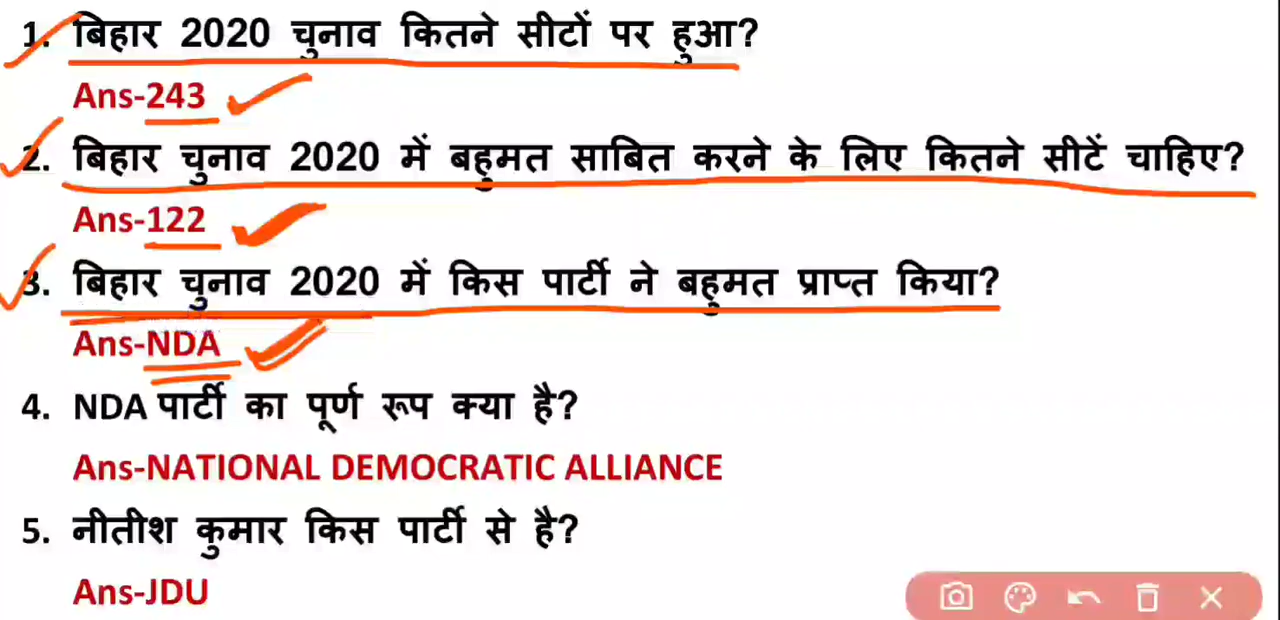 1. बिहार 2020 चुनाव कितने सीटों पर हुआ?
Ans-243
2. बिहार चुनाव 2020 में बहुमत साबित करने के लिए कितने सीटें चाहिए?
Ans-122
3. बिहार चुनाव 2020 में किस पार्टी ने बहुमत प्राप्त किया?
Ans-NDA
4. NDA पार्टी का पूर्ण रूप क्या है?
Ans-NATIONAL DEMOCRATIC ALLIANCE
5. नीतीश कुमार किस पार्टी से है?
Ans-JDU